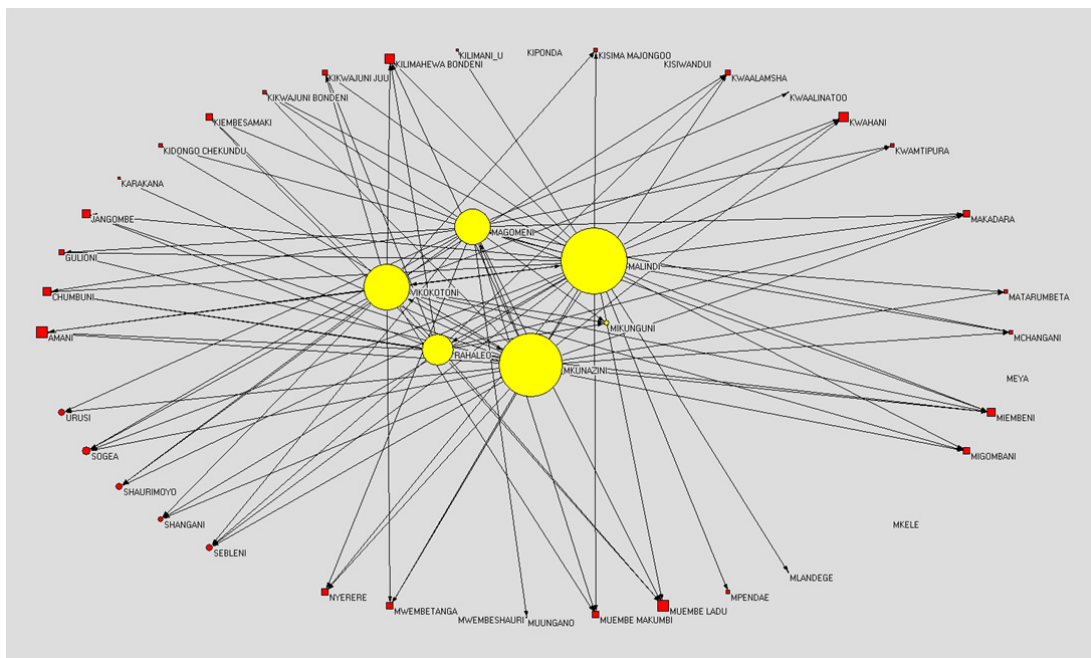 KILIMANI_U
KIPONDA
KISIMA MAJONGOO
KILIMAHEWA BONDENI
KISIWANDUI
KIKWAJUNI JUU
KWAALAMSHA
KIKWAJUNI BONDENI
KWAALINATOO
KIEMBESAMAKI
KWAHANI
KIDONGO CHEKUNDU
KWAMTIPURA
KARAKANA
JANGOMBE
MAKADARA
MAGOMENI
GULIONI
MALINDI
CHUMBUNI
VIKOKOTONI
MATARUMBETA
MIKUNGUNI
AMANI
MCHANGANI
RAHALEO
MKUNAZINI
MEYA
URUSI
MIEMBENI
SOGEA
MIGOMBANI
SHAURIMOYO
SHANGANI
MKELE
SEBLENI
MLANDEGE
NYERERE
MPENDAE
MWEMBETANGA
MUEMBE LADU
MWEMBESHAURI
MUUNGANO
MUEMBE MAKUMBI